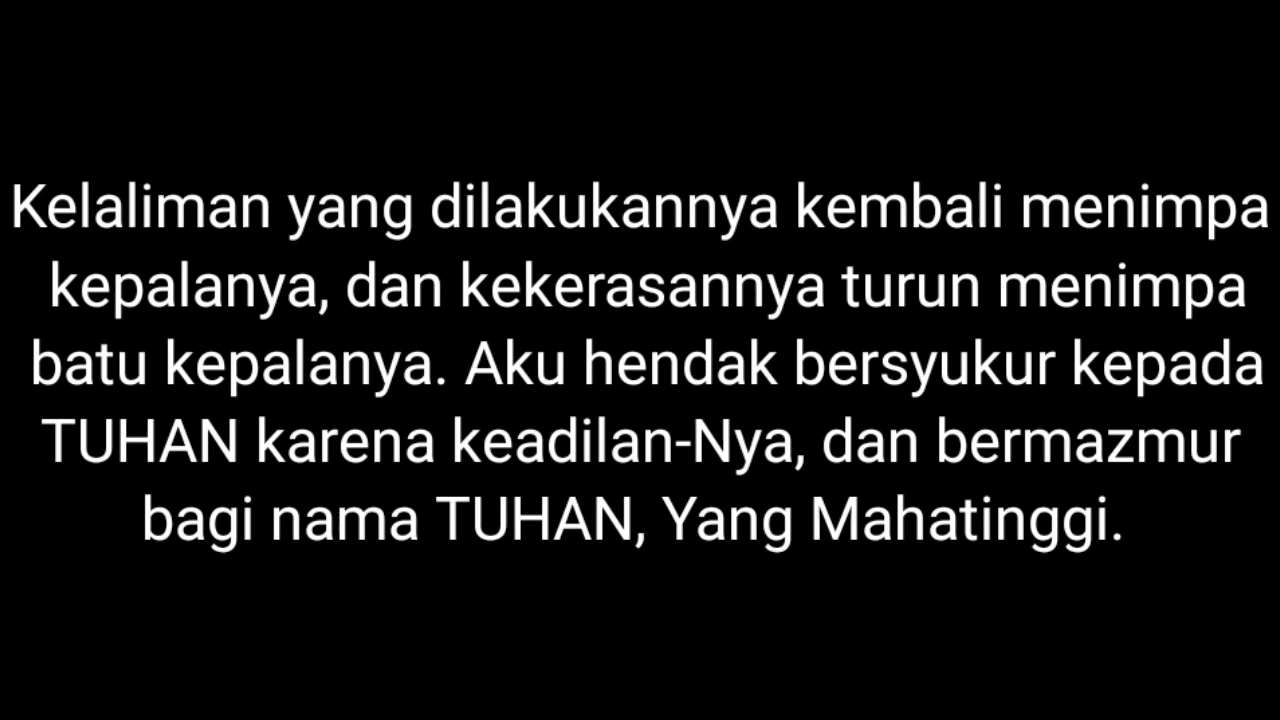 Kelaliman yang dilakukannya kembali menimpa
kepalanya, dan kekerasannya turun menimpa
batu kepalanya. Aku hendak bersyukur kepada
TUHAN karena keadilan-Nya, dan bermazmur
bagi nama TUHAN, Yang Mahatinggi.